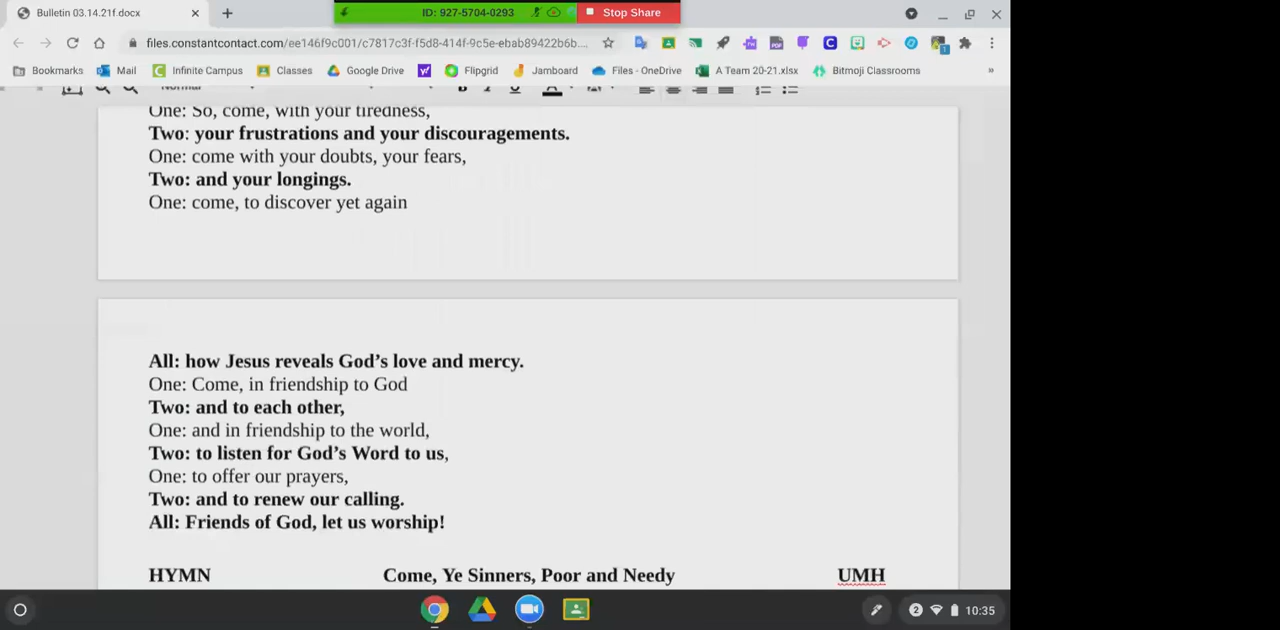 Bulletin 03.14.21f.docx
ID: 927-5704-0293
Stop Share
files.constantcontact.com/ee146f9c001/c7817c3f-f5d8-414f-9c5e-ebab89422b6b....
Bookmarks Mail Infinite Campus Classes Google Drive Flipgrid Jamboard Files - OneDrive A Team 20-21.xlsx Bitmoji Classrooms »
Normal
One: So, come, with your tiredness,
Two: your frustrations and your discouragements.
One: come with your doubts, your fears,
Two: and your longings.
One: come, to discover yet again
All: how Jesus reveals God’s love and mercy.
One: Come, in friendship to God
Two: and to each other,
One: and in friendship to the world,
Two: to listen for God’s Word to us,
One: to offer our prayers,
Two: and to renew our calling.
All: Friends of God, let us worship!
HYMN Come, Ye Sinners, Poor and Needy UMH
2 10:35